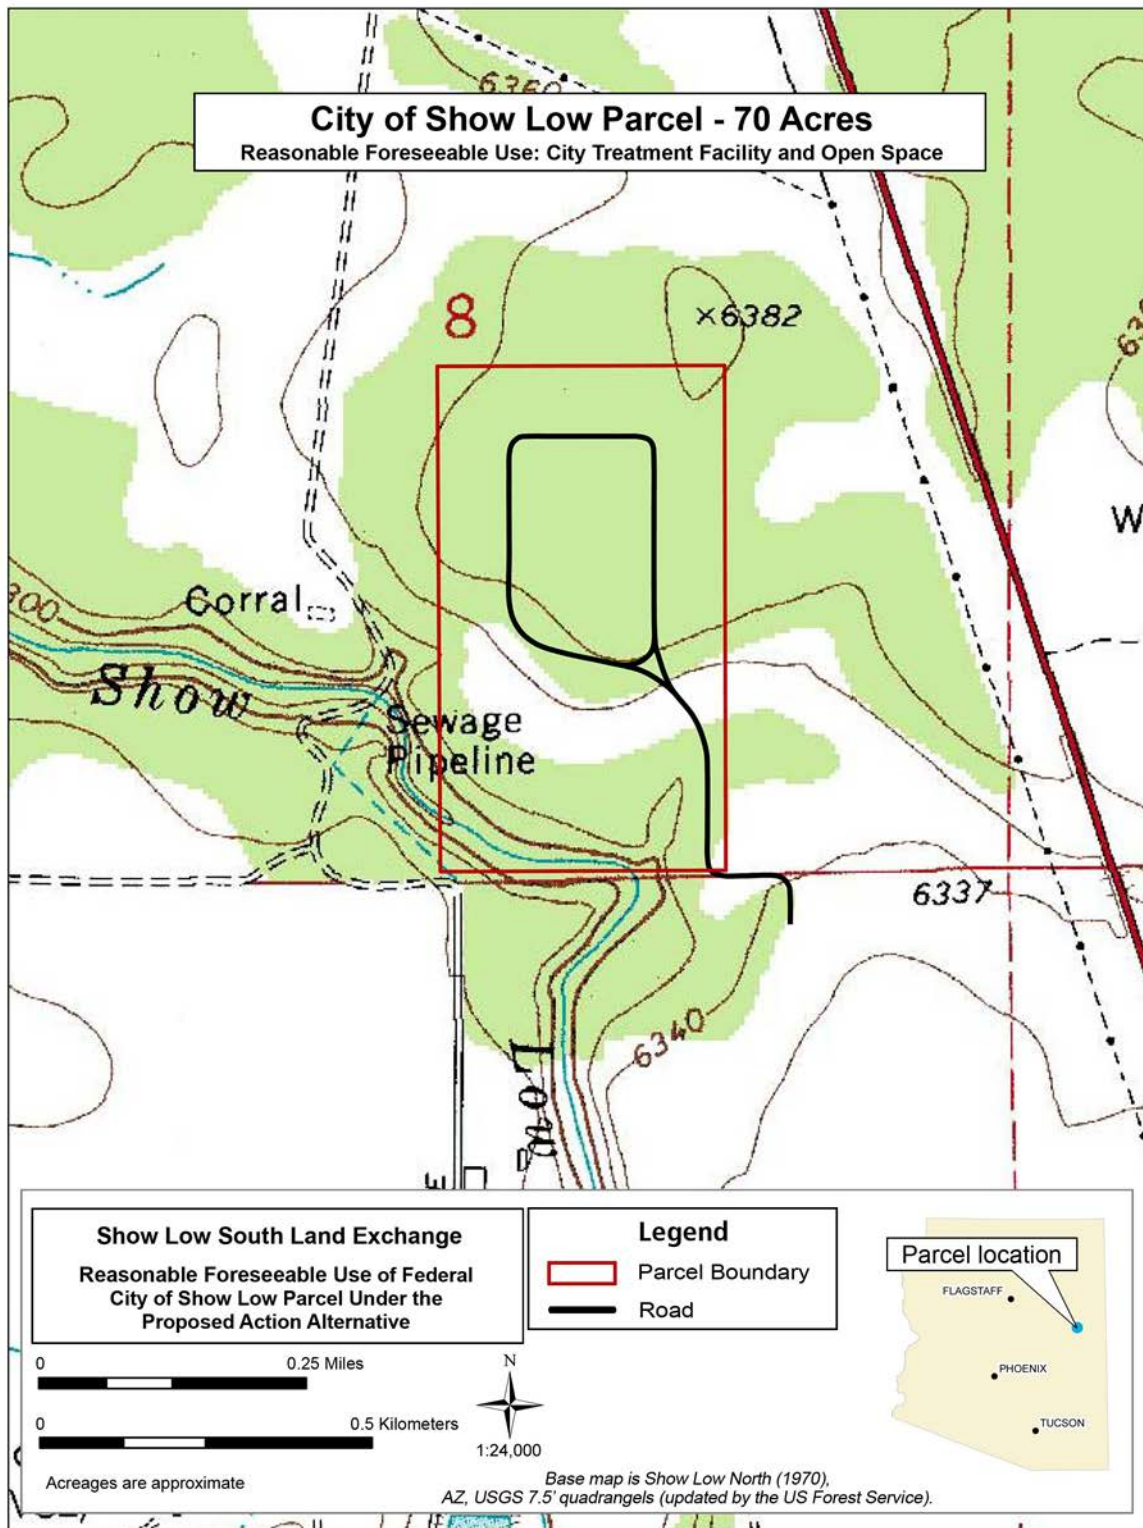 6360
City of Show Low Parcel - 70 Acres
Reasonable Foreseeable Use: City Treatment Facility and Open Space
8
×6382
W
300
Corral
Show
Sewage
Pipeline
6337
6340
Low
Show Low South Land Exchange
Reasonable Foreseeable Use of Federal
City of Show Low Parcel Under the
Proposed Action Alternative
Legend
Parcel Boundary
Road
Parcel location
FLAGSTAFF
PHOENIX
TUCSON
0 0.25 Miles
0 0.5 Kilometers
N
1:24,000
Acreages are approximate
Base map is Show Low North (1970),
AZ, USGS 7.5' quadrangels (updated by the US Forest Service).